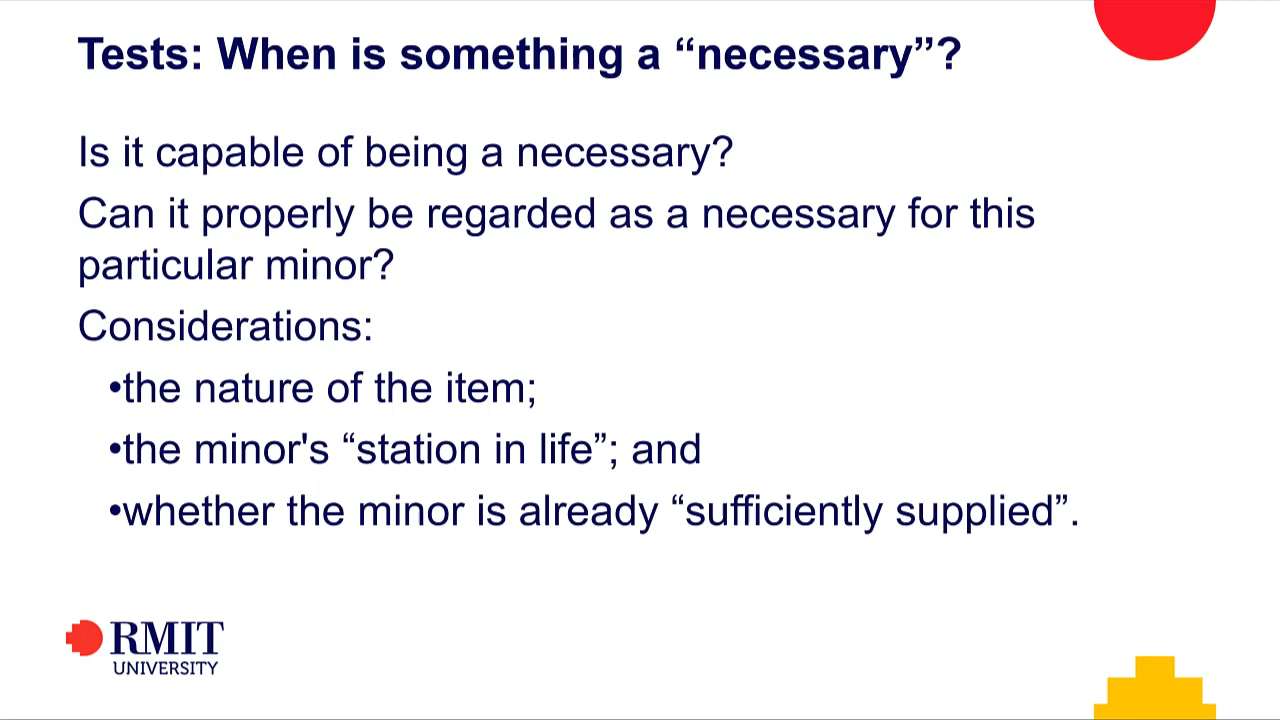 Tests: When is something a “necessary”?
Is it capable of being a necessary?
Can it properly be regarded as a necessary for this
particular minor?
Considerations:
•the nature of the item;
•the minor's “station in life”; and
•whether the minor is already “sufficiently supplied”.
RMIT
UNIVERSITY